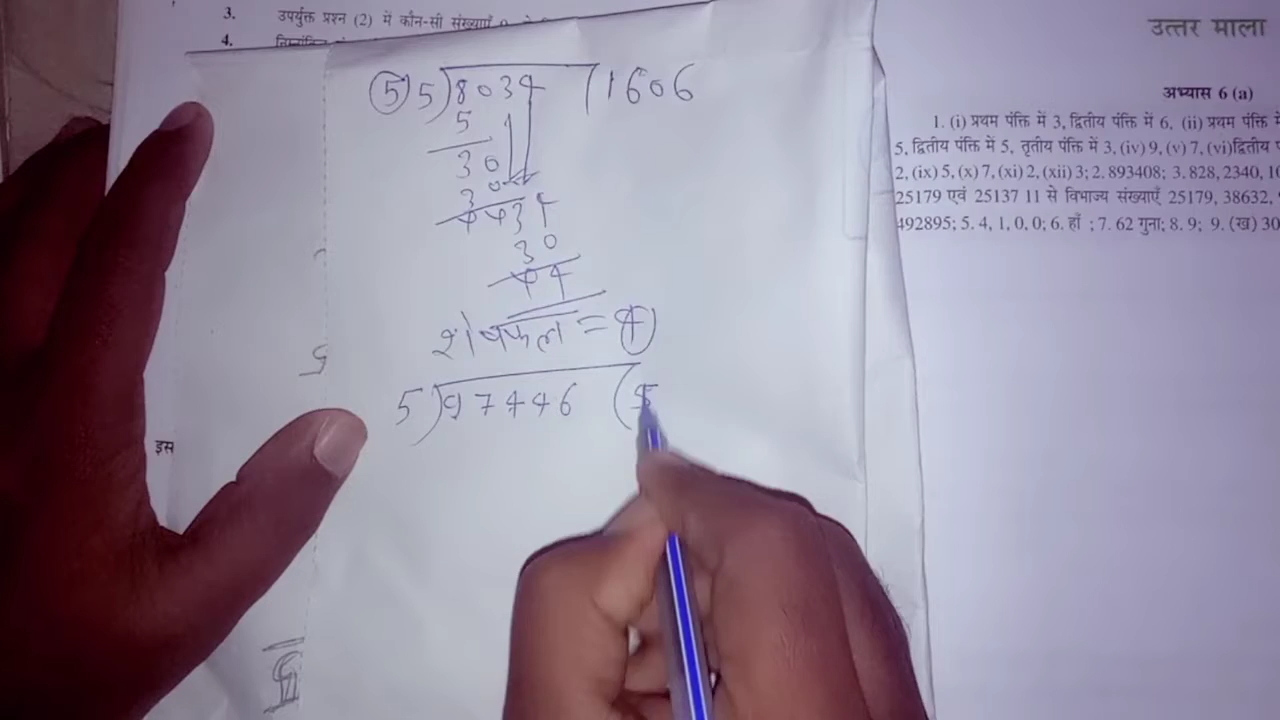 3. उपर्युक्त प्रश्न (2) में कौन-सी संख्याएँ
4.
उत्तर माला
अभ्यास 6 (a)
1. (i) प्रथम पंक्ति में 3, द्वितीय पंक्ति में 6, (ii) प्रथम पंक्ति में
5, द्वितीय पंक्ति में 5, तृतीय पंक्ति में 3, (iv) 9, (v) 7, (vi)द्वितीय
2, (ix) 5, (x) 7, (xi) 2, (xii) 3; 2. 893408; 3. 828, 2340,
25179 एवं 25137 11 से विभाज्य संख्याएँ 25179, 38632,
492895; 5. 4, 1, 0, 0; 6. हाँ ; 7. 62 गुना; 8. 9; 9. (ख) 30
5 5)8034(1606
5
30
30
34
30
4
शेषफल = 4
5)97446(
इस